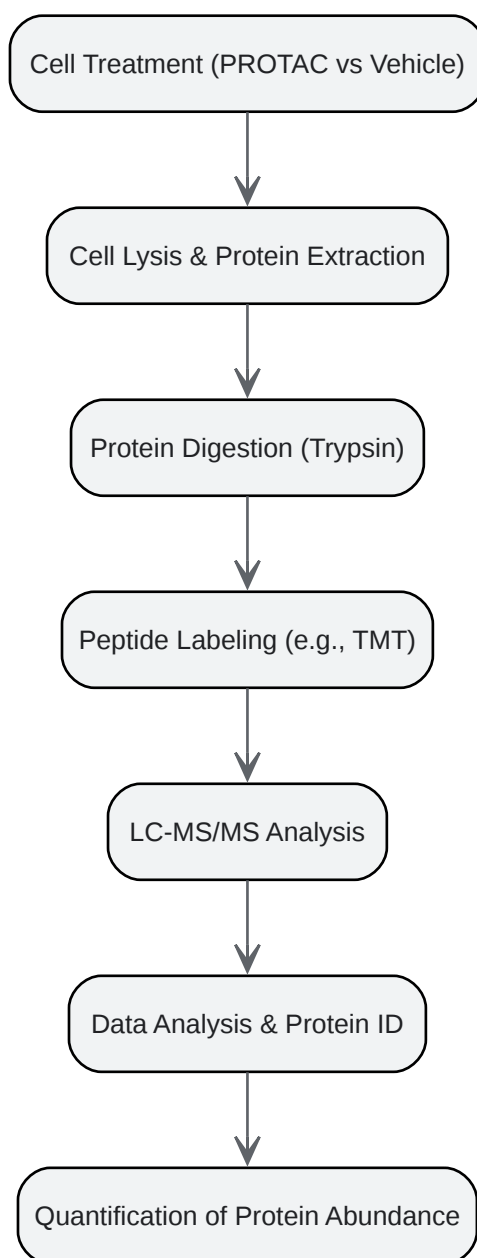 Cell Treatment (PROTAC vs Vehicle)
Cell Lysis & Protein Extraction
Protein Digestion (Trypsin)
Peptide Labeling (e.g., TMT)
LC-MS/MS Analysis
Data Analysis & Protein ID
Quantification of Protein Abundance